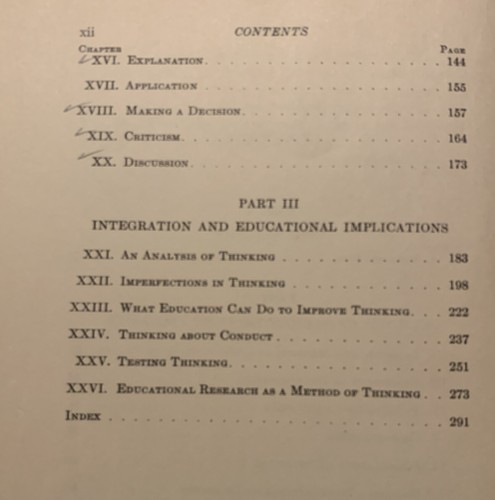 xii CONTENTS
CHAPTER PAGE
XVI. EXPLANATION . . . . . . . . . . . . . . . . 144
XVII. APPLICATION . . . . . . . . . . . . . . . . 155
XVIII. MAKING A DECISION . . . . . . . . . . . . . 157
XIX. CRITICISM . . . . . . . . . . . . . . . . . 164
XX. DISCUSSION . . . . . . . . . . . . . . . . 173
PART III
INTEGRATION AND EDUCATIONAL IMPLICATIONS
XXI. AN ANALYSIS OF THINKING . . . . . . . . . . 183
XXII. IMPERFECTIONS IN THINKING . . . . . . . . . 198
XXIII. WHAT EDUCATION CAN DO TO IMPROVE THINKING . . 222
XXIV. THINKING ABOUT CONDUCT . . . . . . . . . . . 237
XXV. TESTING THINKING . . . . . . . . . . . . . . 251
XXVI. EDUCATIONAL RESEARCH AS A METHOD OF THINKING . . 273
INDEX . . . . . . . . . . . . . . . . . . . . 291